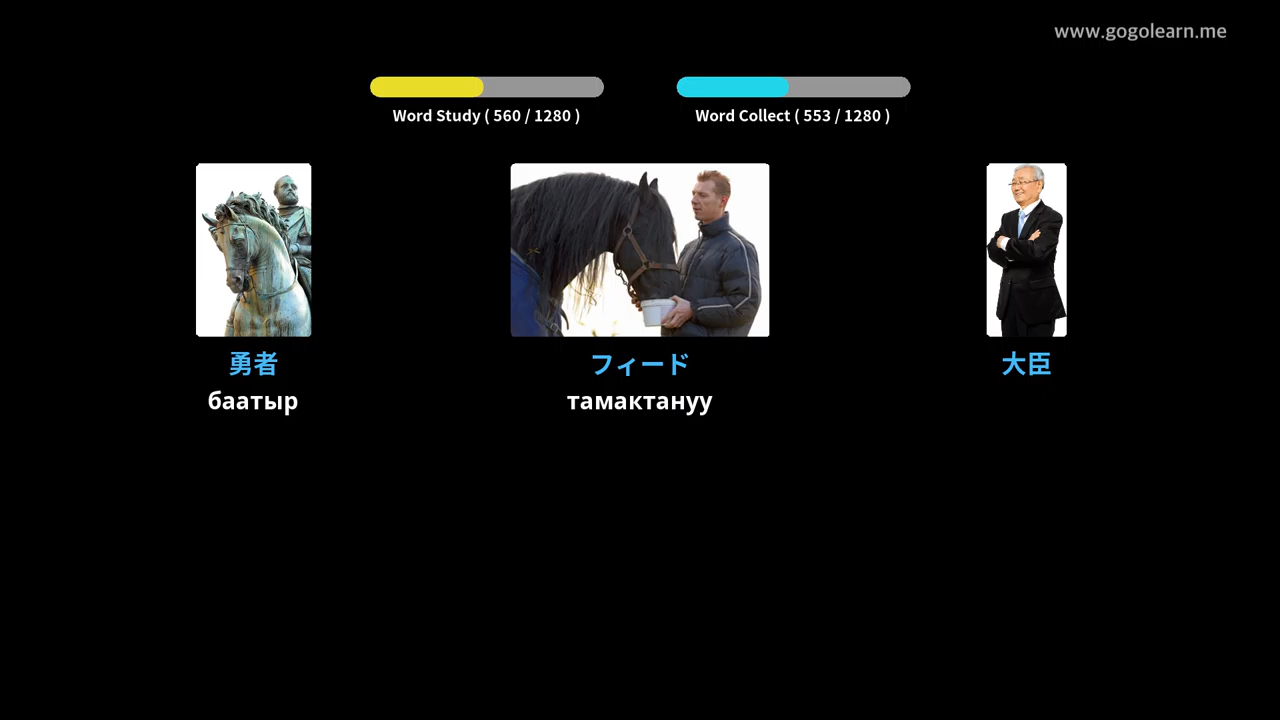 www.gogolearn.me
Word Study ( 560 / 1280 )
Word Collect ( 553 / 1280 )
勇者
フィード
大臣
баатыр
тамактануу